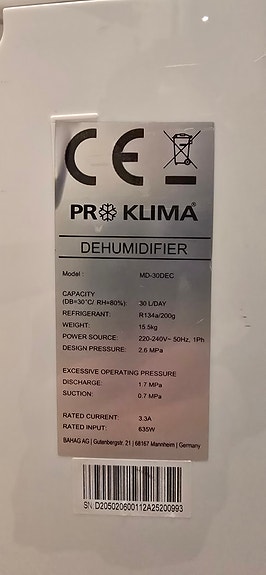 CE
PROKLIMA®
DEHUMIDIFIER
Model : MD-30DEC
CAPACITY
(DB=30°C/ RH=80%): 30 L/DAY
REFRIGERANT: R134a/200g
WEIGHT: 15.5kg
POWER SOURCE: 220-240V~ 50Hz, 1Ph
DESIGN PRESSURE: 2.6 MPa
EXCESSIVE OPERATING PRESSURE
DISCHARGE: 1.7 MPa
SUCTION: 0.7 MPa
RATED CURRENT: 3.3A
RATED INPUT: 635W
BAHAG AG | Gutenbergstr. 21 | 68167 Mannheim | Germany
SN: D205020600112A25200993